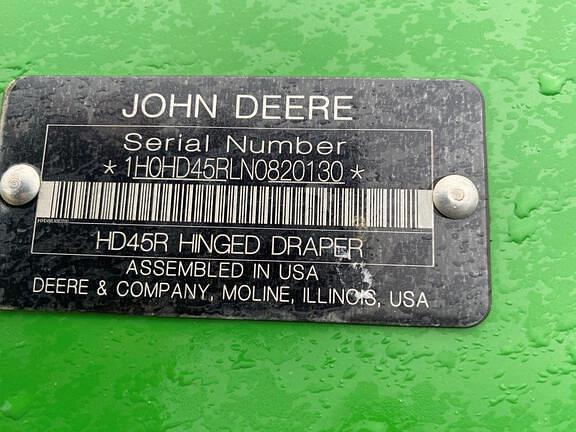 JOHN DEERE
Serial Number
*1H0HD45RLN0820130*
HD45R HINGED DRAPER
ASSEMBLED IN USA
DEERE & COMPANY, MOLINE, ILLINOIS, USA